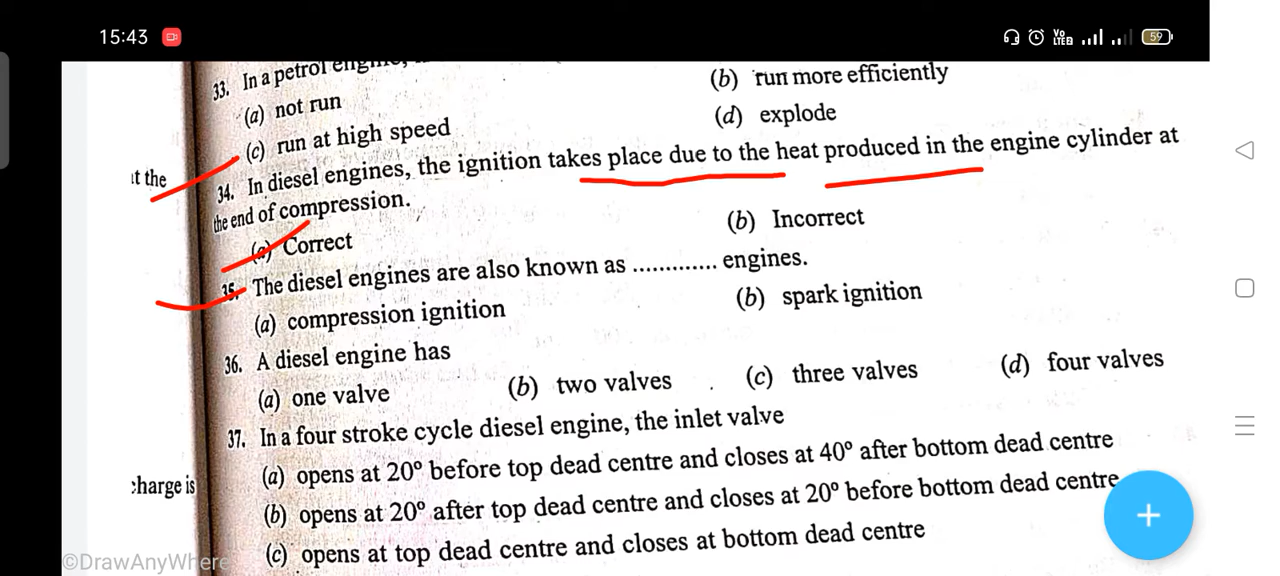 15:43
Vo LTE2
59
33. In a petrol engine,
(a) not run
(b) run more efficiently
(c) run at high speed
(d) explode
34. In diesel engines, the ignition takes place due to the heat produced in the engine cylinder at
the end of compression.
(a) Correct
(b) Incorrect
35. The diesel engines are also known as ............. engines.
(a) compression ignition
(b) spark ignition
36. A diesel engine has
(a) one valve
(b) two valves
(c) three valves
(d) four valves
37. In a four stroke cycle diesel engine, the inlet valve
(a) opens at 20° before top dead centre and closes at 40° after bottom dead centre
(b) opens at 20° after top dead centre and closes at 20° before bottom dead centre
(c) opens at top dead centre and closes at bottom dead centre
t the
charge is
©DrawAnyWhere